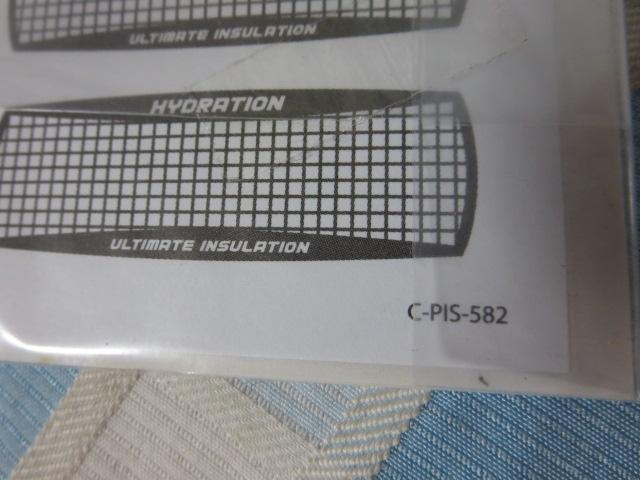 ULTIMATE INSULATION
HYDRATION
ULTIMATE INSULATION
C-PIS-582